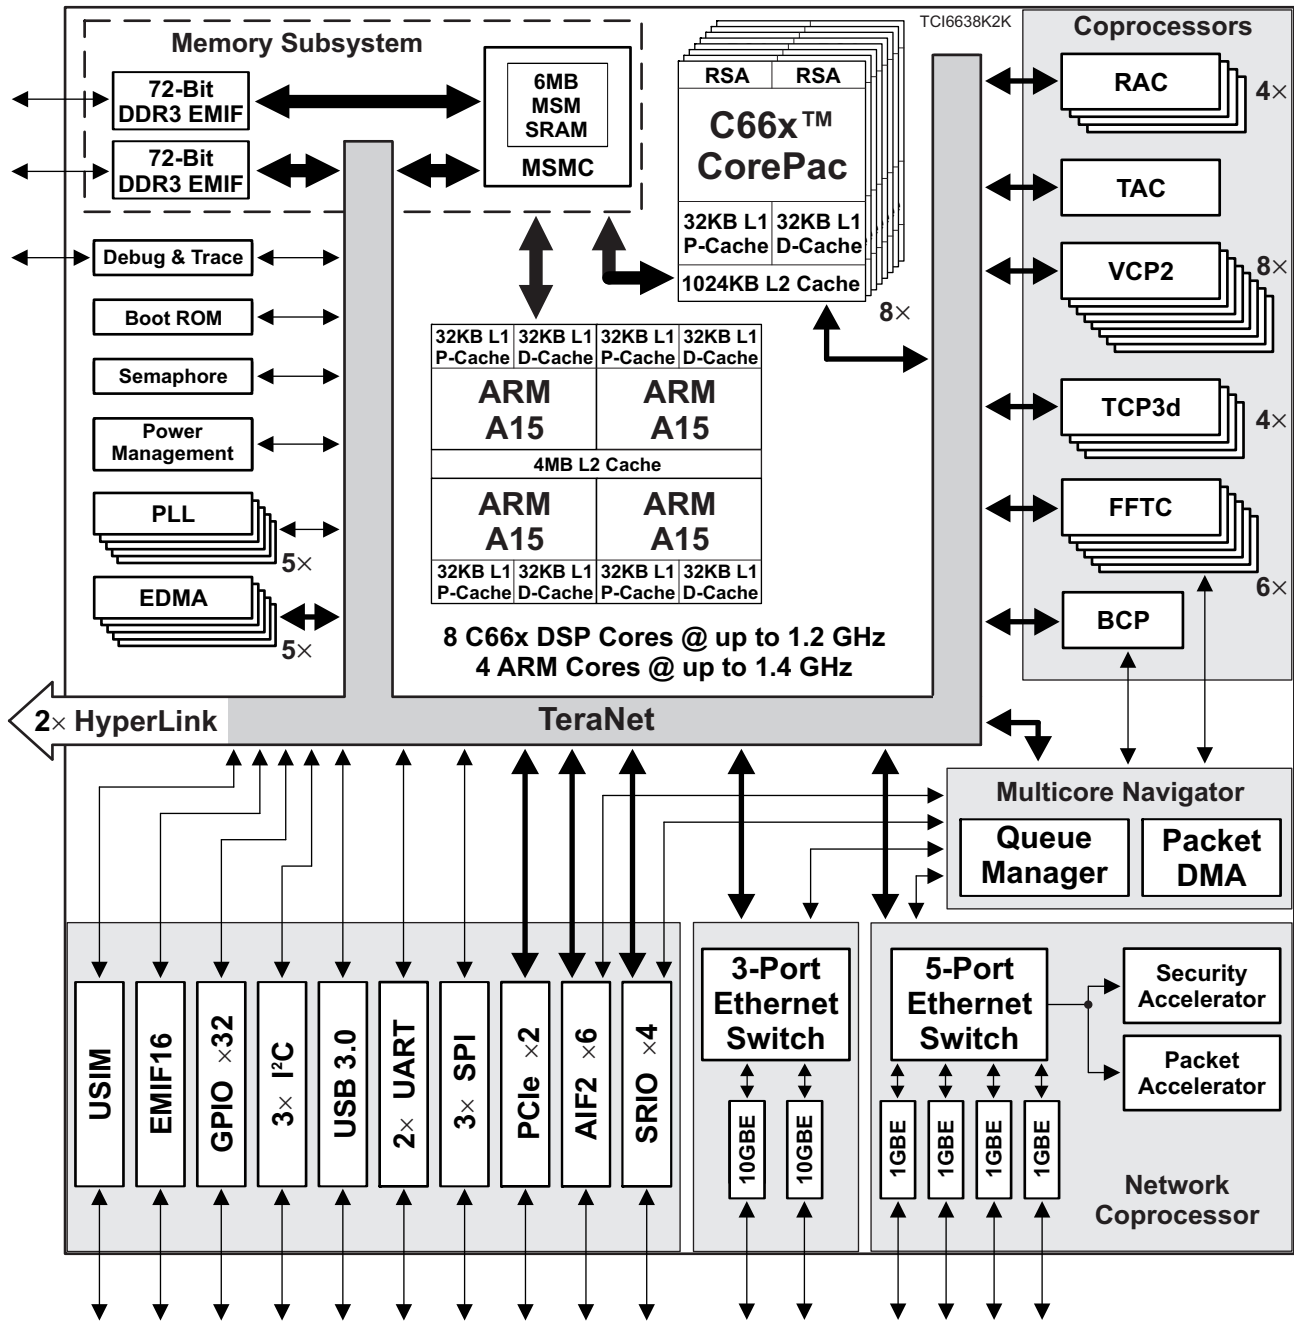 TCI6638K2K
Memory Subsystem
72-Bit
DDR3 EMIF
72-Bit
DDR3 EMIF
6MB
MSM
SRAM
MSMC
RSA
RSA
C66x™
CorePac
32KB L1
P-Cache
32KB L1
D-Cache
1024KB L2 Cache
8×
Coprocessors
RAC
4×
TAC
VCP2
8×
TCP3d
4×
FFTC
6×
BCP
Debug & Trace
Boot ROM
Semaphore
Power
Management
PLL
5×
EDMA
5×
32KB L1
P-Cache
32KB L1
D-Cache
32KB L1
P-Cache
32KB L1
D-Cache
ARM
A15
ARM
A15
4MB L2 Cache
ARM
A15
ARM
A15
32KB L1
P-Cache
32KB L1
D-Cache
32KB L1
P-Cache
32KB L1
D-Cache
8 C66x DSP Cores @ up to 1.2 GHz
4 ARM Cores @ up to 1.4 GHz
2× HyperLink
TeraNet
Multicore Navigator
Queue
Manager
Packet
DMA
USIM
EMIF16
GPIO ×32
3× I²C
USB 3.0
2× UART
3× SPI
PCIe ×2
AIF2 ×6
SRIO ×4
3-Port
Ethernet
Switch
10GBE
10GBE
5-Port
Ethernet
Switch
1GBE
1GBE
1GBE
1GBE
Security
Accelerator
Packet
Accelerator
Network
Coprocessor